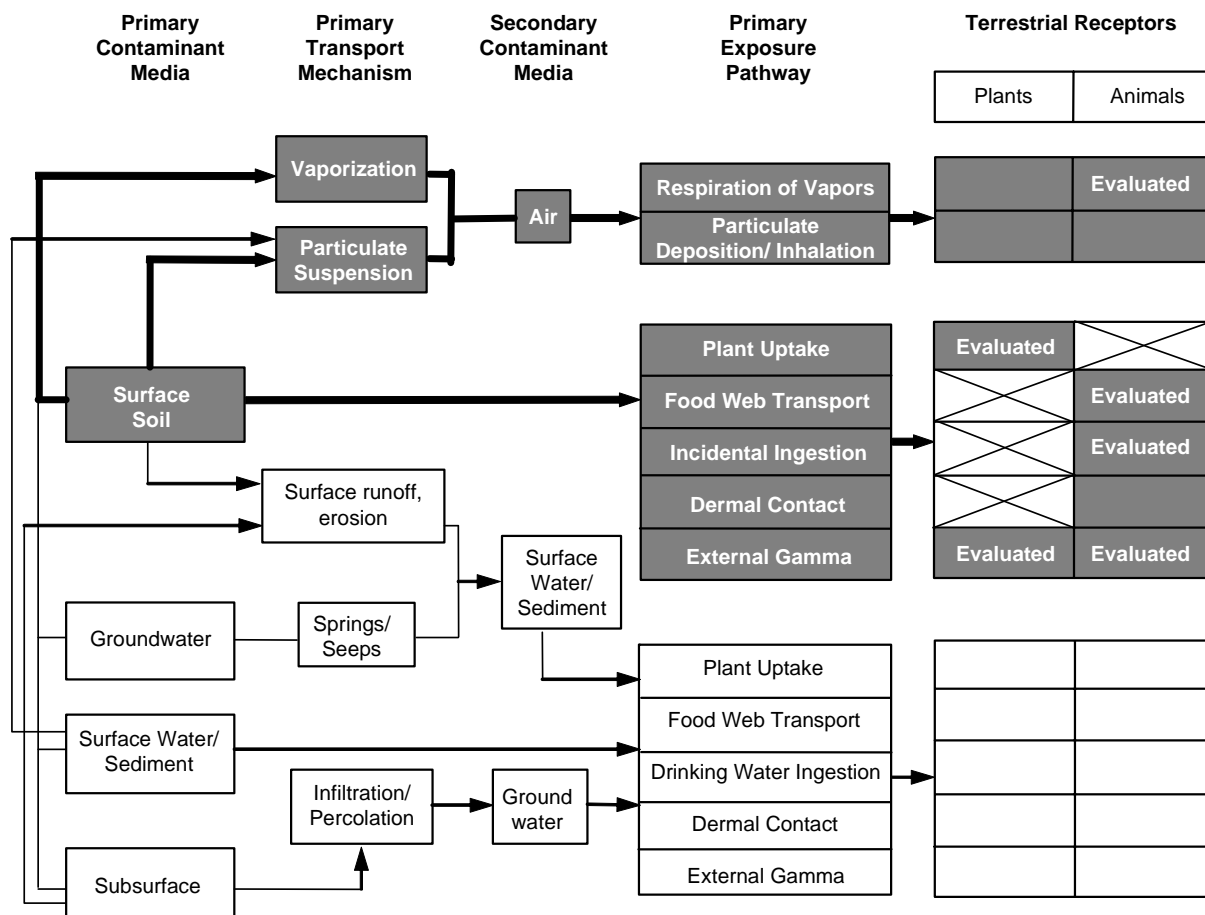 Primary
Contaminant
Media
Primary
Transport
Mechanism
Secondary
Contaminant
Media
Primary
Exposure
Pathway
Terrestrial Receptors
Plants
Animals
Vaporization
Particulate
Suspension
Air
Respiration of Vapors
Particulate
Deposition/ Inhalation
Evaluated
Surface
Soil
Plant Uptake
Food Web Transport
Incidental Ingestion
Dermal Contact
External Gamma
Evaluated
Evaluated
Evaluated
Evaluated
Evaluated
Surface runoff,
erosion
Groundwater
Springs/
Seeps
Surface
Water/
Sediment
Surface Water/
Sediment
Subsurface
Infiltration/
Percolation
Ground
water
Plant Uptake
Food Web Transport
Drinking Water Ingestion
Dermal Contact
External Gamma